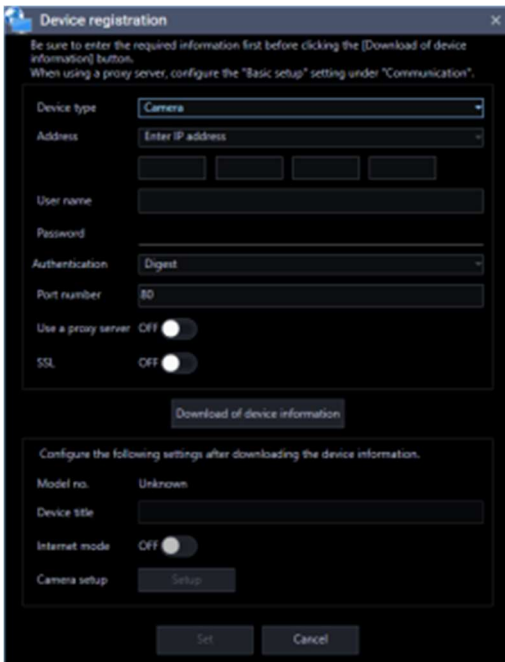 Device registration
Be sure to enter the required information first before clicking the [Download of device
information] button.
When using a proxy server, configure the "Basic setup" setting under "Communication".
Device type Camera
Address Enter IP address
User name
Password
Authentication Digest
Port number 80
Use a proxy server OFF
SSL OFF
Download of device information
Configure the following settings after downloading the device information.
Model no. Unknown
Device title
Internet mode OFF
Camera setup Setup
Set Cancel